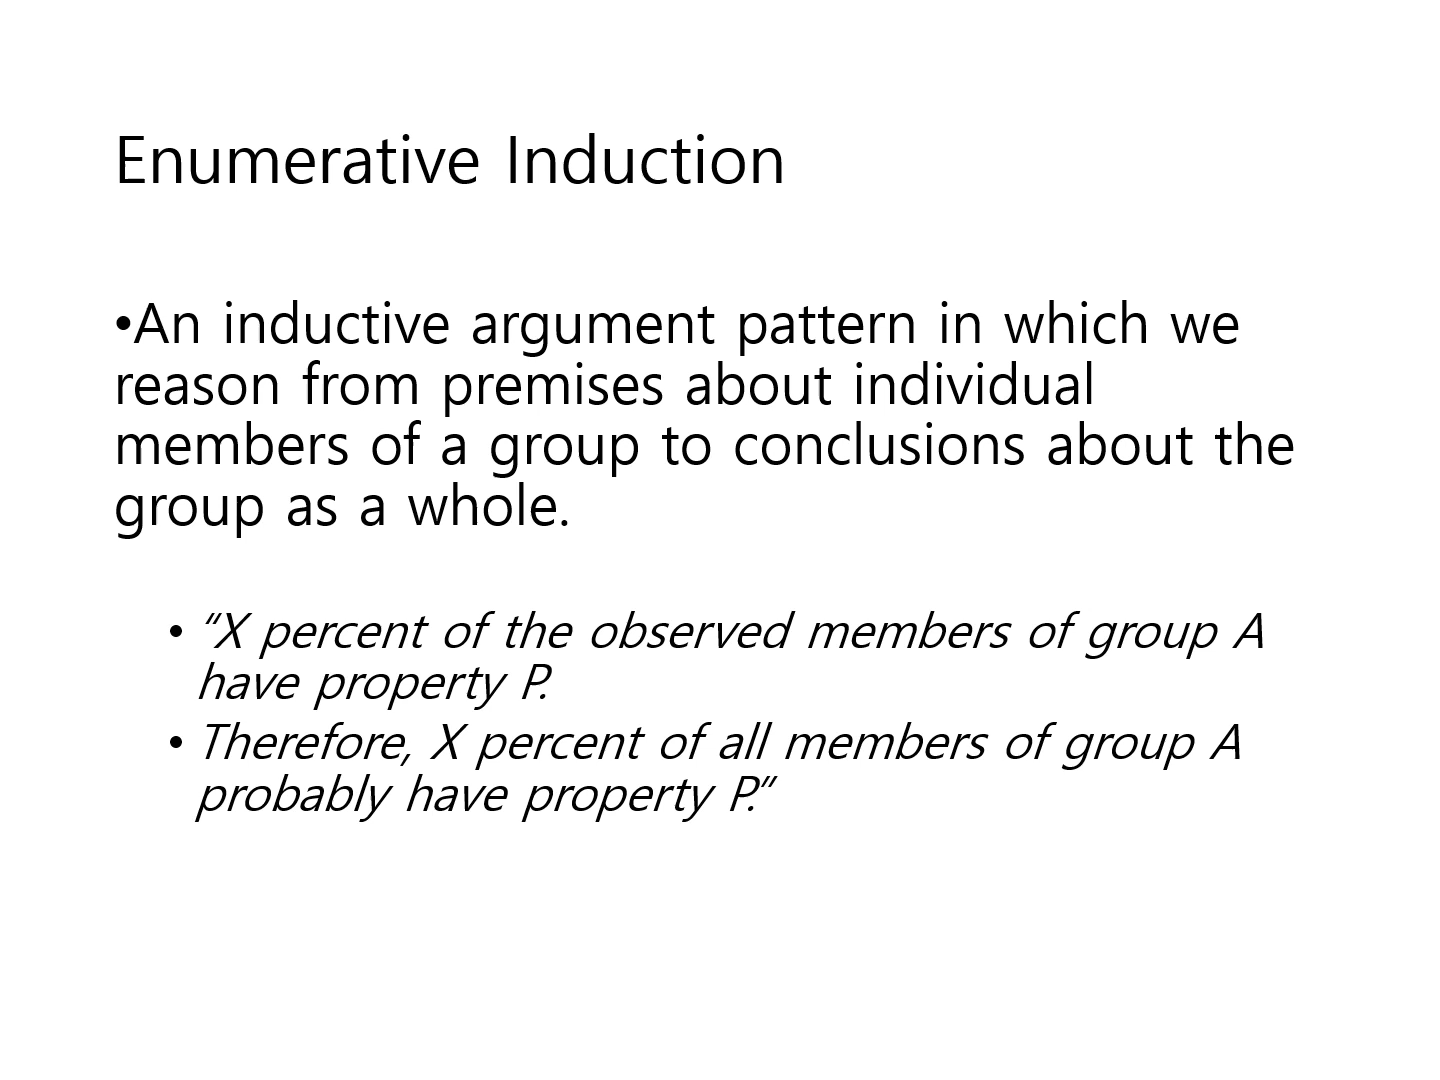 Enumerative Induction
•An inductive argument pattern in which we
reason from premises about individual
members of a group to conclusions about the
group as a whole.
• “X percent of the observed members of group A
have property P.
• Therefore, X percent of all members of group A
probably have property P.”